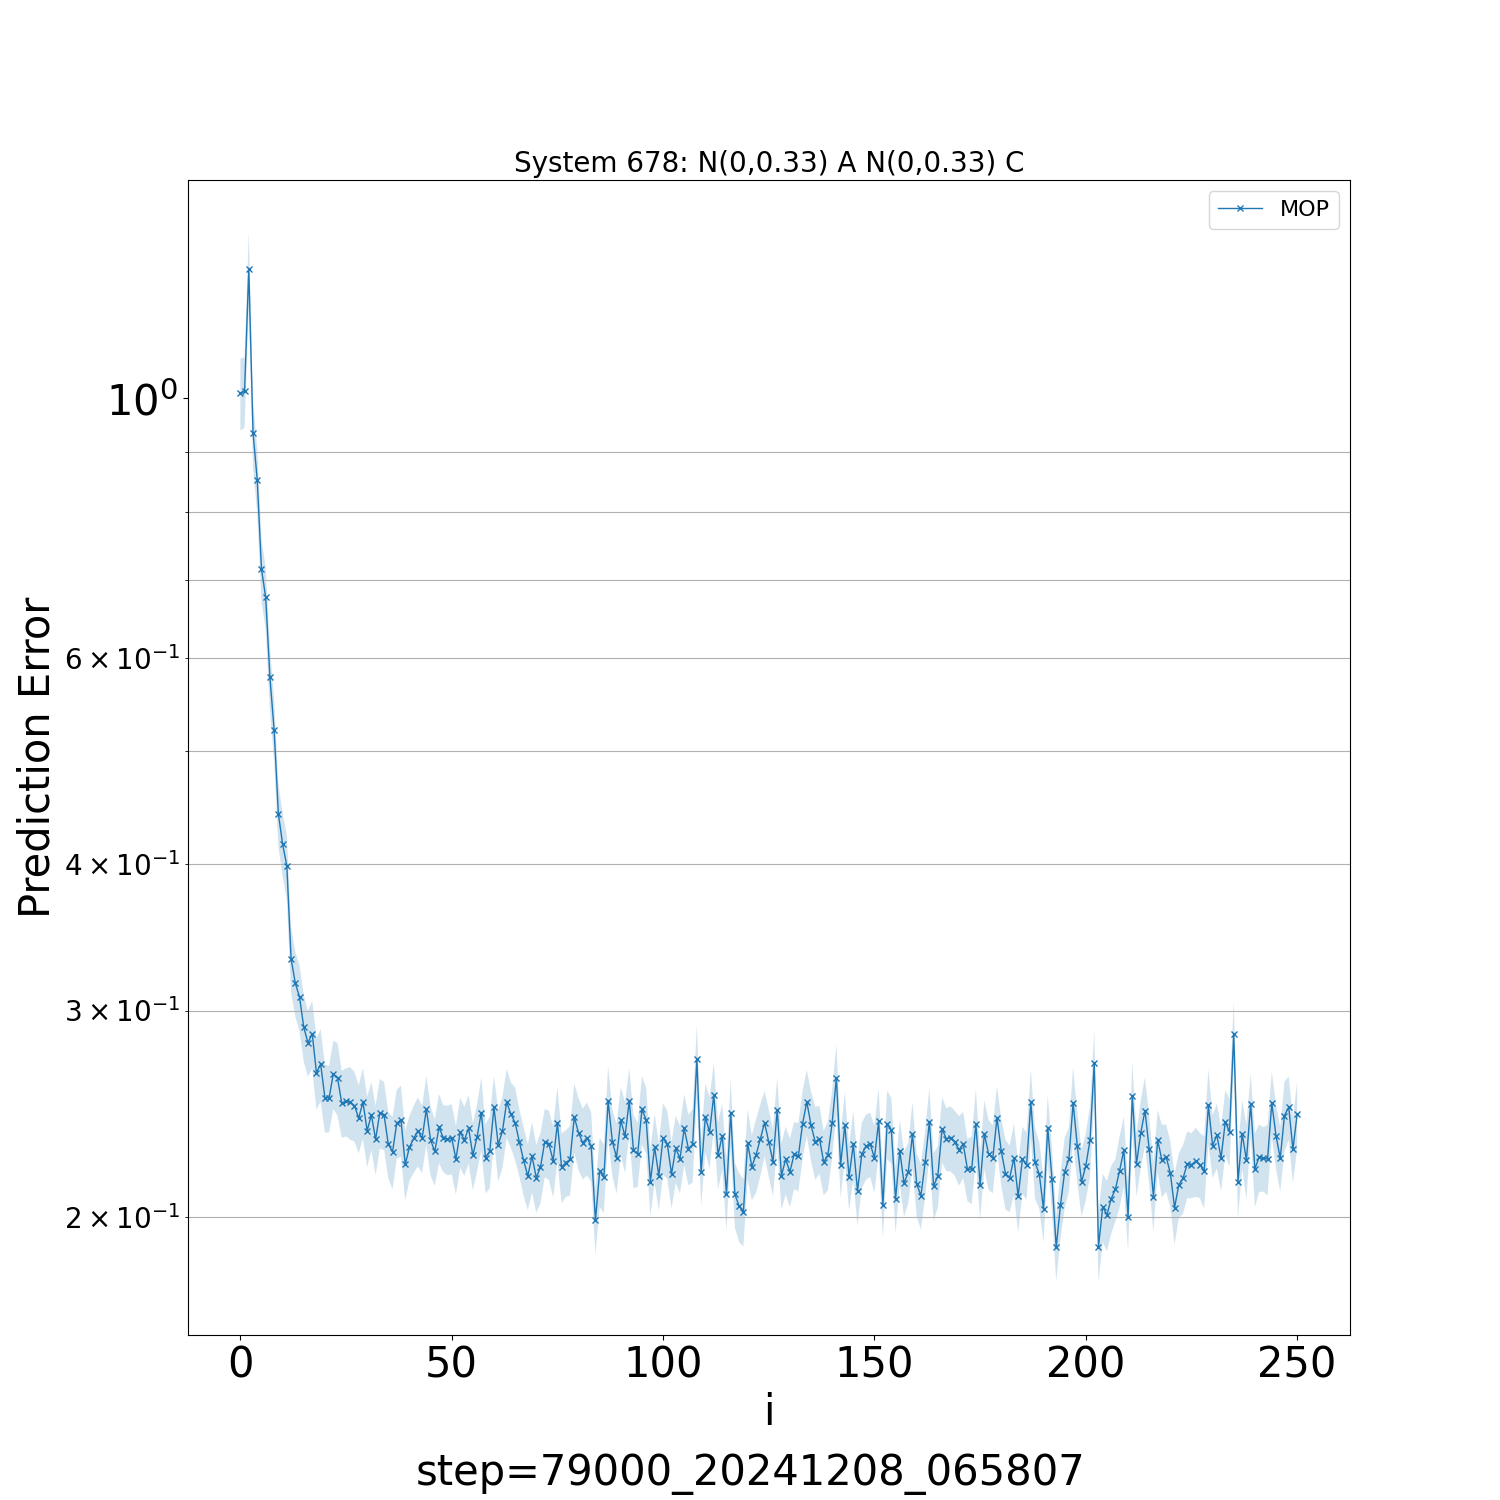 System 678: N(0,0.33) A N(0,0.33) C
MOP
Prediction Error
10⁰
6 × 10⁻¹
4 × 10⁻¹
3 × 10⁻¹
2 × 10⁻¹
0 50 100 150 200 250
i
step=79000_20241208_065807